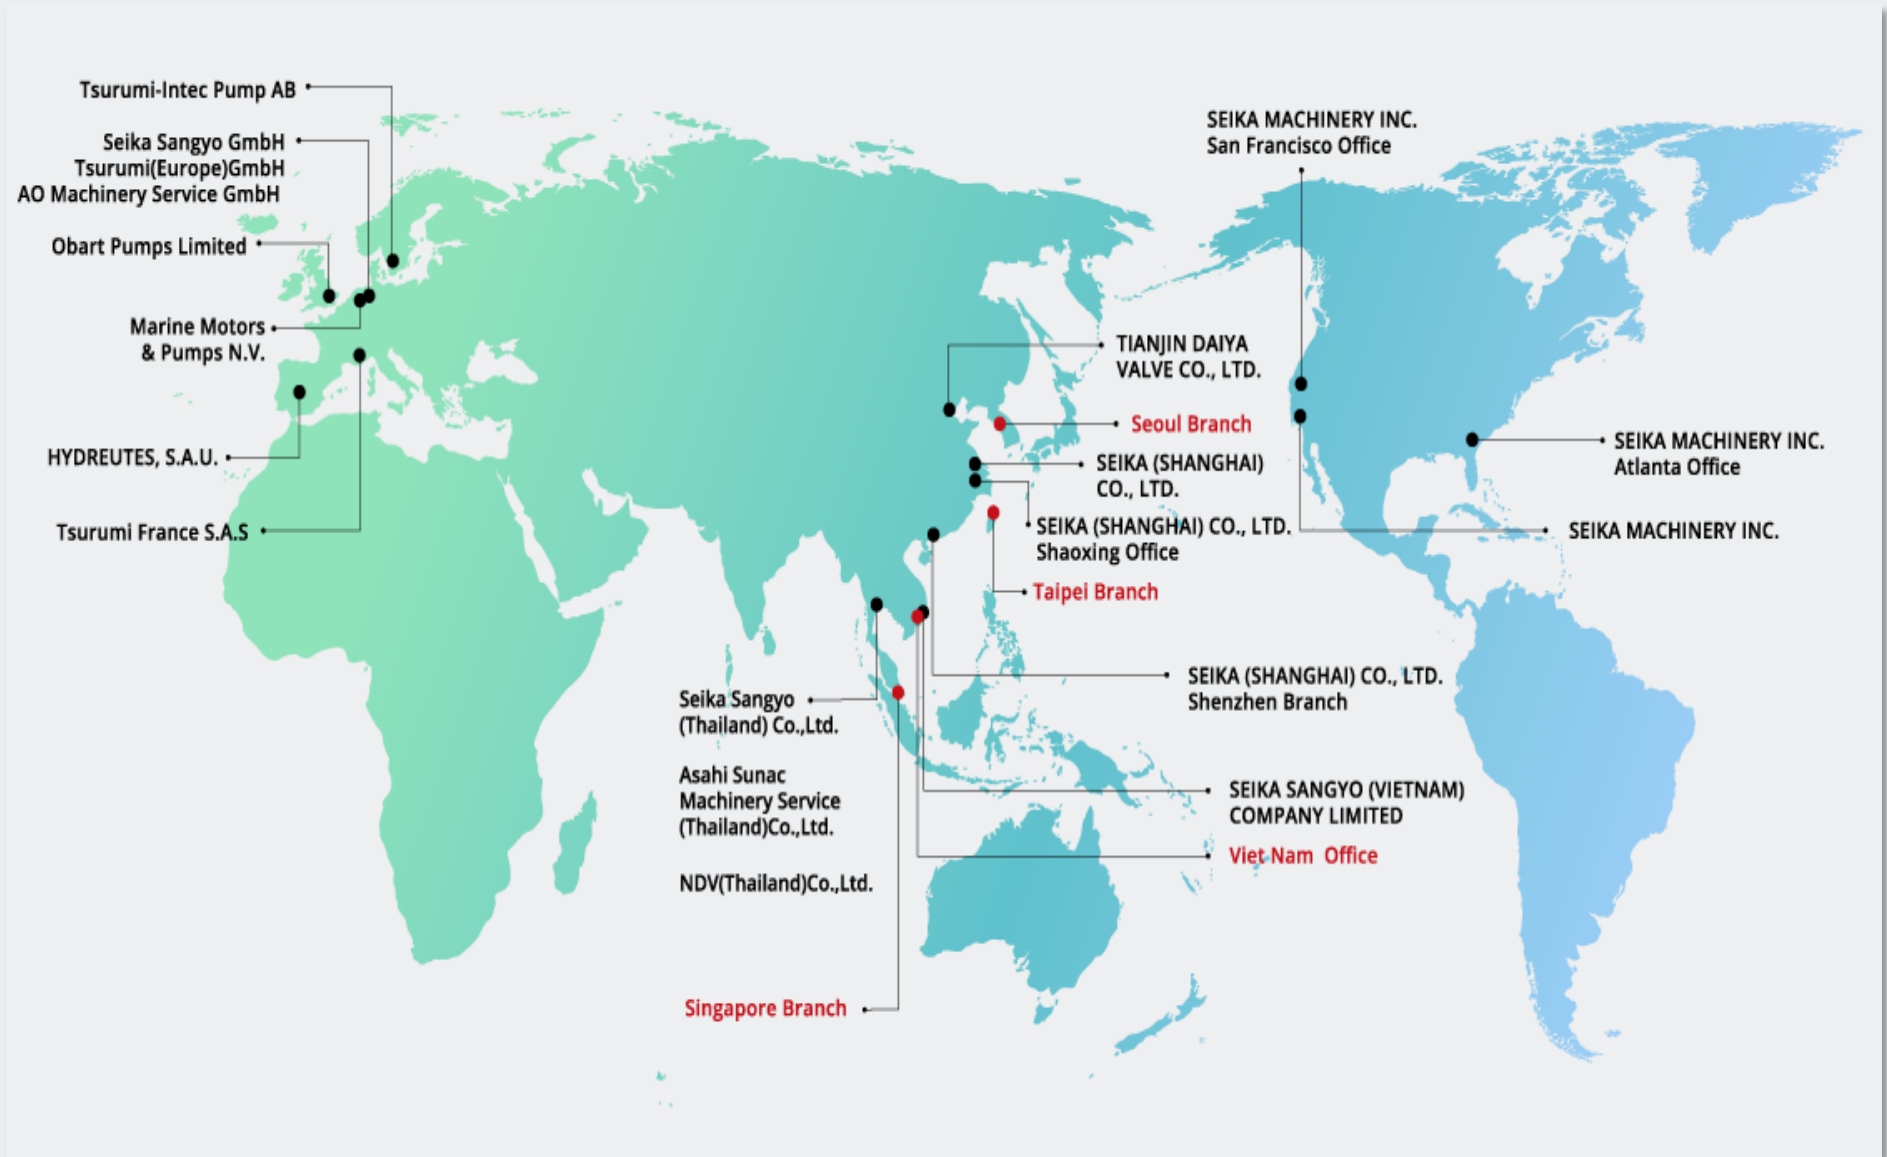 Tsurumi-Intec Pump AB
Seika Sangyo GmbH
Tsurumi(Europe)GmbH
AO Machinery Service GmbH
Obart Pumps Limited
Marine Motors
& Pumps N.V.
HYDREUTES, S.A.U.
Tsurumi France S.A.S
SEIKA MACHINERY INC.
San Francisco Office
TIANJIN DAIYA
VALVE CO., LTD.
Seoul Branch
SEIKA (SHANGHAI)
CO., LTD.
SEIKA (SHANGHAI) CO., LTD.
Shaoxing Office
Taipei Branch
SEIKA MACHINERY INC.
Atlanta Office
SEIKA MACHINERY INC.
SEIKA (SHANGHAI) CO., LTD.
Shenzhen Branch
Seika Sangyo
(Thailand) Co.,Ltd.
Asahi Sunac
Machinery Service
(Thailand)Co.,Ltd.
NDV(Thailand)Co.,Ltd.
SEIKA SANGYO (VIETNAM)
COMPANY LIMITED
Viet Nam Office
Singapore Branch